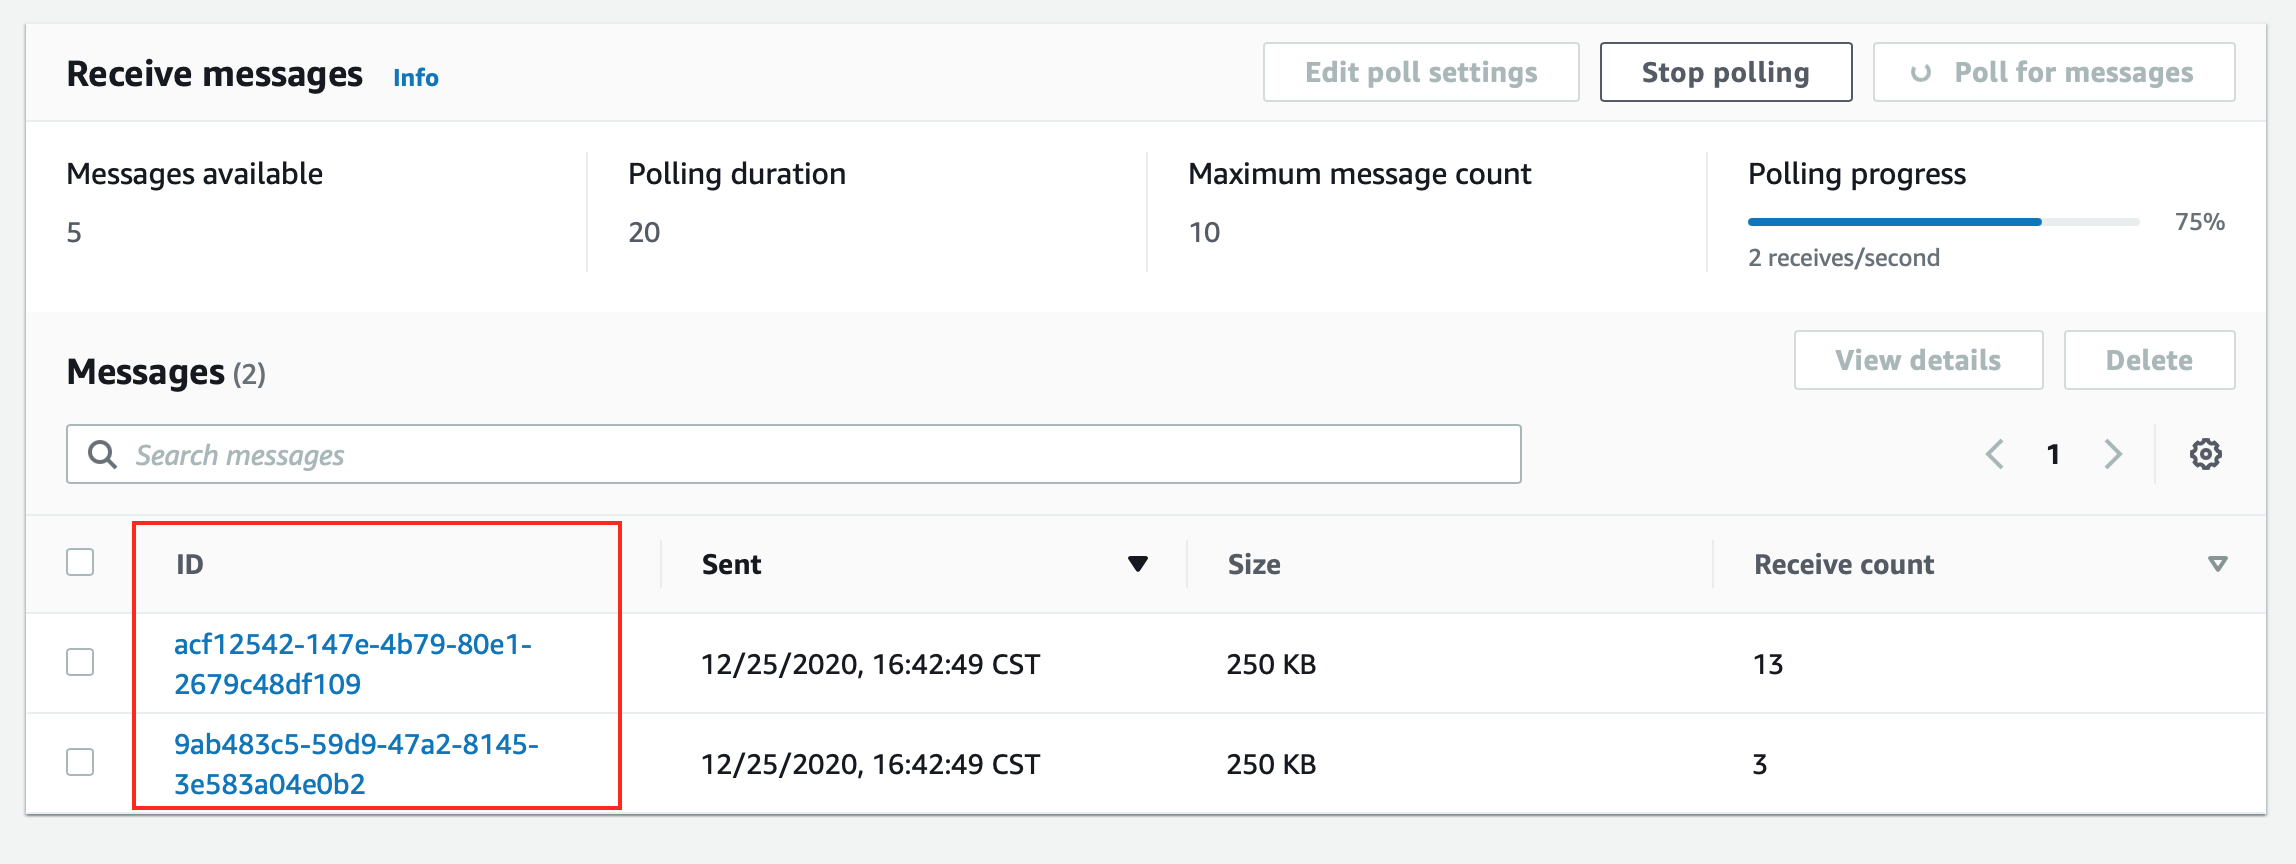 Receive messages Info Edit poll settings Stop polling Poll for messages
Messages available Polling duration Maximum message count Polling progress
5 20 10 75%
2 receives/second
Messages (2) View details Delete
Search messages 1
ID Sent Size Receive count
acf12542-147e-4b79-80e1-
2679c48df109 12/25/2020, 16:42:49 CST 250 KB 13
9ab483c5-59d9-47a2-8145-
3e583a04e0b2 12/25/2020, 16:42:49 CST 250 KB 3